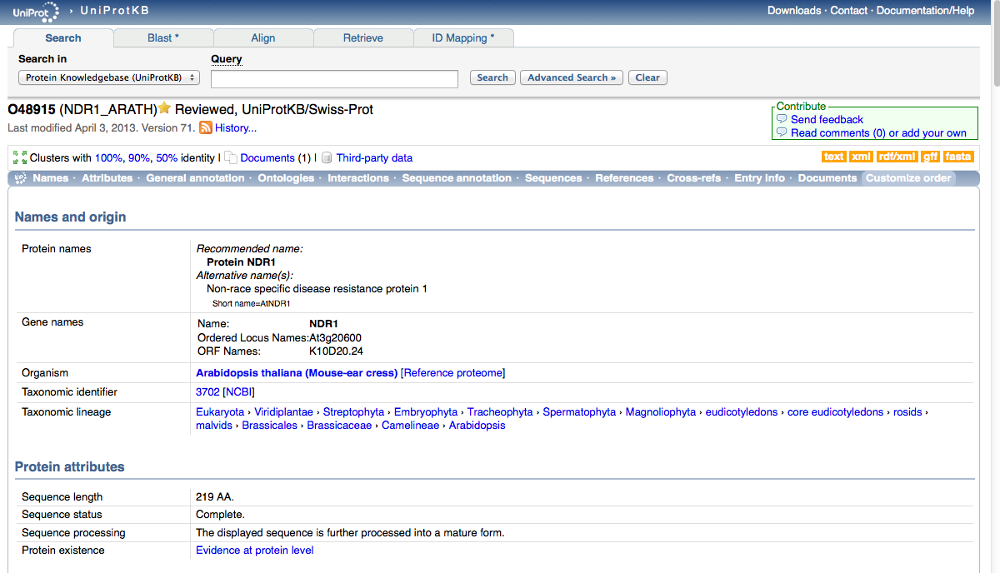 UniProt › UniProtKB
Downloads · Contact · Documentation/Help
Search Blast * Align Retrieve ID Mapping *
Search in Query
Protein Knowledgebase (UniProtKB) Search Advanced Search » Clear
O48915 (NDR1_ARATH) Reviewed, UniProtKB/Swiss-Prot
Last modified April 3, 2013. Version 71. History...
Contribute
Send feedback
Read comments (0) or add your own
Clusters with 100%, 90%, 50% identity | Documents (1) | Third-party data
text xml rdf/xml gff fasta
UP Names · Attributes · General annotation · Ontologies · Interactions · Sequence annotation · Sequences · References · Cross-refs · Entry info · Documents Customize order
Names and origin
Protein names Recommended name:
Protein NDR1
Alternative name(s):
Non-race specific disease resistance protein 1
Short name=AtNDR1
Gene names Name: NDR1
Ordered Locus Names:At3g20600
ORF Names: K10D20.24
Organism Arabidopsis thaliana (Mouse-ear cress) [Reference proteome]
Taxonomic identifier 3702 [NCBI]
Taxonomic lineage Eukaryota › Viridiplantae › Streptophyta › Embryophyta › Tracheophyta › Spermatophyta › Magnoliophyta › eudicotyledons › core eudicotyledons › rosids ›
malvids › Brassicales › Brassicaceae › Camelineae › Arabidopsis
Protein attributes
Sequence length 219 AA.
Sequence status Complete.
Sequence processing The displayed sequence is further processed into a mature form.
Protein existence Evidence at protein level